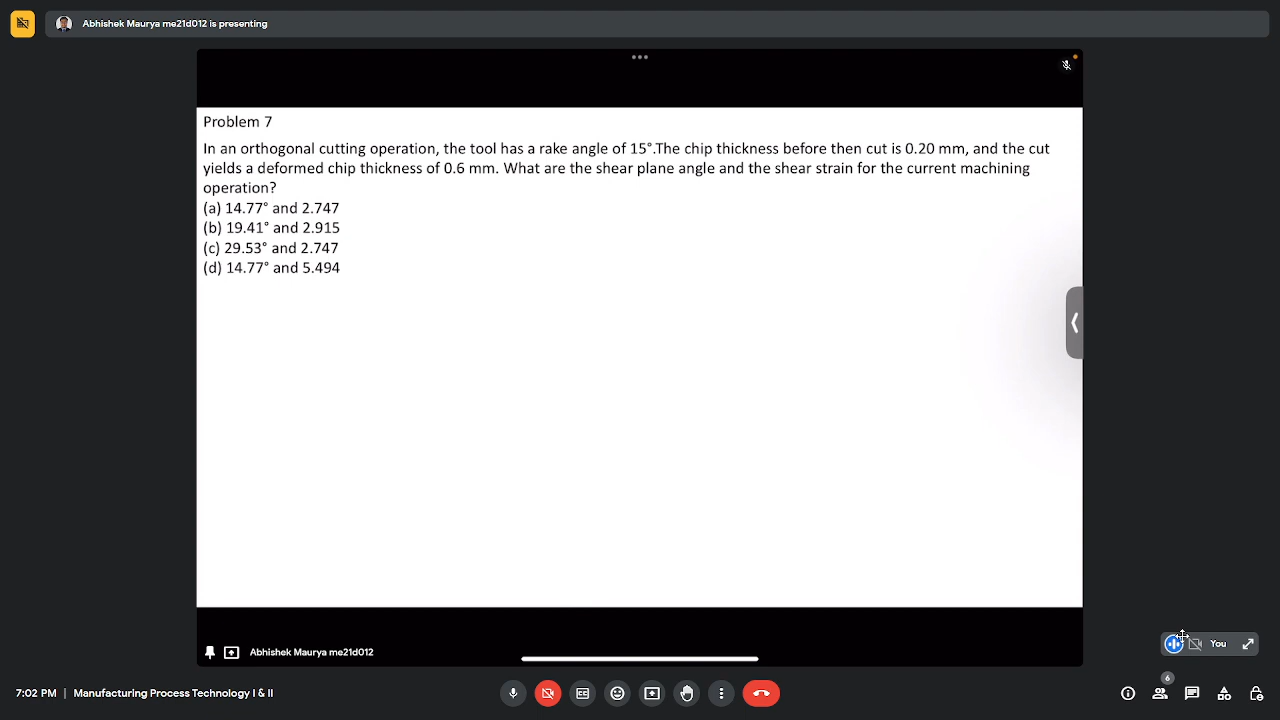 Abhishek Maurya me21d012 is presenting
Problem 7
In an orthogonal cutting operation, the tool has a rake angle of 15°.The chip thickness before then cut is 0.20 mm, and the cut
yields a deformed chip thickness of 0.6 mm. What are the shear plane angle and the shear strain for the current machining
operation?
(a) 14.77° and 2.747
(b) 19.41° and 2.915
(c) 29.53° and 2.747
(d) 14.77° and 5.494
Abhishek Maurya me21d012
You
6
7:02 PM | Manufacturing Process Technology I & II